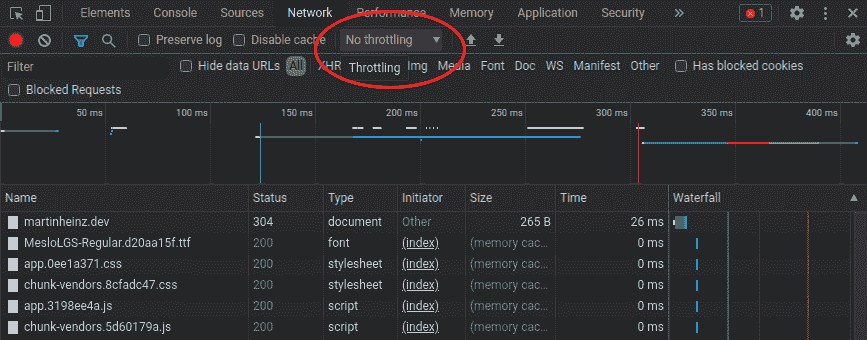 Elements Console Sources Network Performance Memory Application Security » 1
Preserve log Disable cache No throttling
Filter Hide data URLs All XHR Throttling Img Media Font Doc WS Manifest Other Has blocked cookies
Blocked Requests
50 ms 100 ms 150 ms 200 ms 250 ms 300 ms 350 ms 400 ms
Name Status Type Initiator Size Time Waterfall
martinheinz.dev 304 document Other 265 B 26 ms
MesloLGS-Regular.d20aa15f.ttf 200 font (index) (memory cac... 0 ms
app.0ee1a371.css 200 stylesheet (index) (memory cac... 0 ms
chunk-vendors.8cfadc47.css 200 stylesheet (index) (memory cac... 0 ms
app.3198ee4a.js 200 script (index) (memory cac... 0 ms
chunk-vendors.5d60179a.js 200 script (index) (memory cac... 0 ms